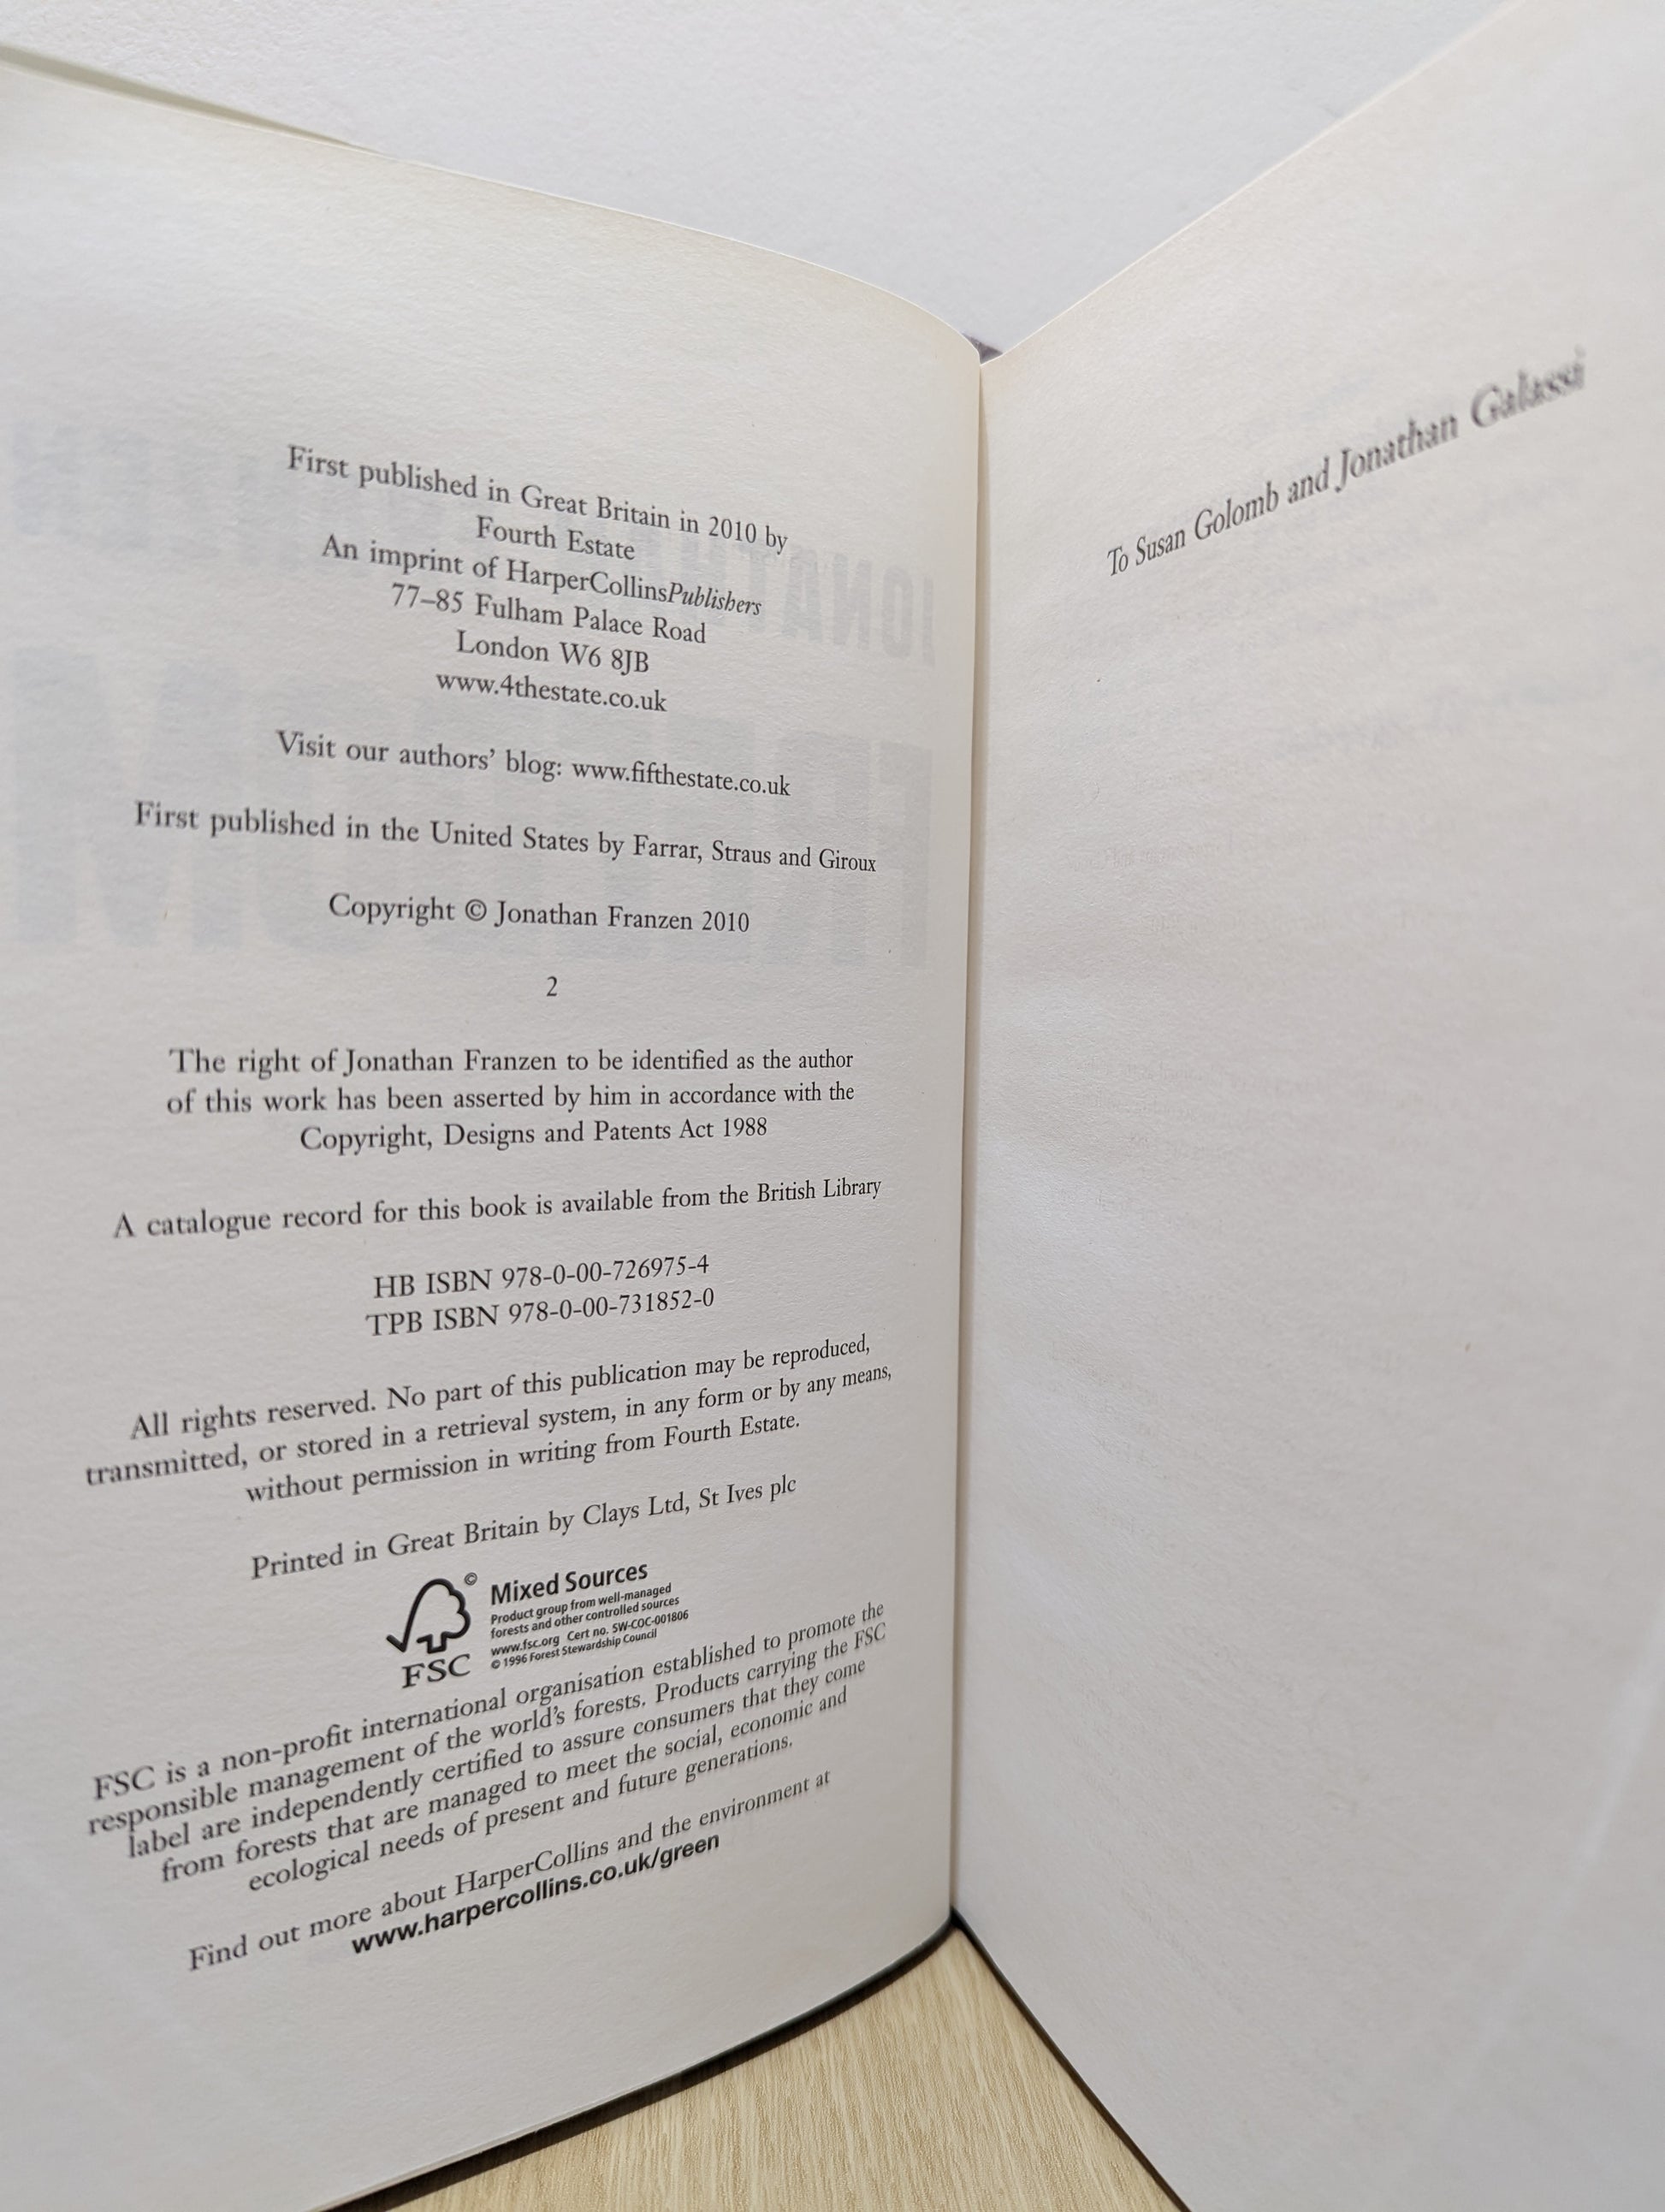 First published in Great Britain in 2010 by
Fourth Estate
An imprint of HarperCollinsPublishers
77–85 Fulham Palace Road
London W6 8JB
www.4thestate.co.uk
Visit our authors' blog: www.fifthestate.co.uk
First published in the United States by Farrar, Straus and Giroux
Copyright © Jonathan Franzen 2010
2
The right of Jonathan Franzen to be identified as the author
of this work has been asserted by him in accordance with the
Copyright, Designs and Patents Act 1988
A catalogue record for this book is available from the British Library
HB ISBN 978-0-00-726975-4
TPB ISBN 978-0-00-731852-0
All rights reserved. No part of this publication may be reproduced,
transmitted, or stored in a retrieval system, in any form or by any means,
without permission in writing from Fourth Estate.
Printed in Great Britain by Clays Ltd, St Ives plc
©
FSC
Mixed Sources
Product group from well-managed
forests and other controlled sources
www.fsc.org Cert no. SW-COC-001806
© 1996 Forest Stewardship Council
FSC is a non-profit international organisation established to promote the
responsible management of the world's forests. Products carrying the FSC
label are independently certified to assure consumers that they come
from forests that are managed to meet the social, economic and
ecological needs of present and future generations.
Find out more about HarperCollins and the environment at
www.harpercollins.co.uk/green
To Susan Golomb and Jonathan Galassi